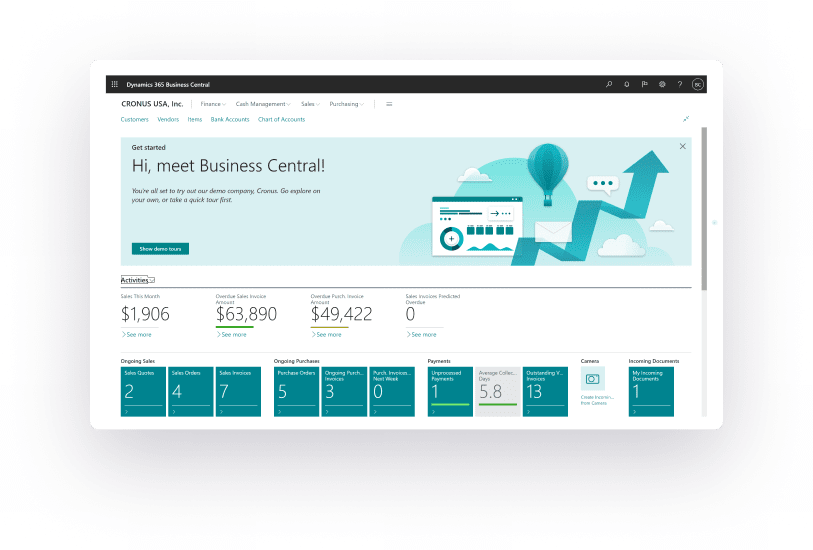 Dynamics 365 Business Central
CRONUS USA, Inc.
Finance
Cash Management
Sales
Purchasing
Customers
Vendors
Items
Bank Accounts
Chart of Accounts
Get started
Hi, meet Business Central!
You're all set to try out our demo company, Cronus. Go explore on
your own, or take a quick tour first.
Show demo tours
Activities
Sales This Month
$1,906
See more
Overdue Sales Invoice
Amount
$63,890
See more
Overdue Purch. Invoice
Amount
$49,422
See more
Sales Invoices Predicted
Overdue
0
See more
Ongoing Sales
Sales Quotes
2
Sales Orders
4
Sales Invoices
7
Ongoing Purchases
Purchase Orders
5
Ongoing Purch...
Invoices
3
Purch. Invoices...
Next Week
0
Payments
Unprocessed
Payments
1
Average Collec...
Days
5.8
Outstanding V...
Invoices
13
Camera
Create Incomin...
from Camera
Incoming Documents
My Incoming
Documents
1